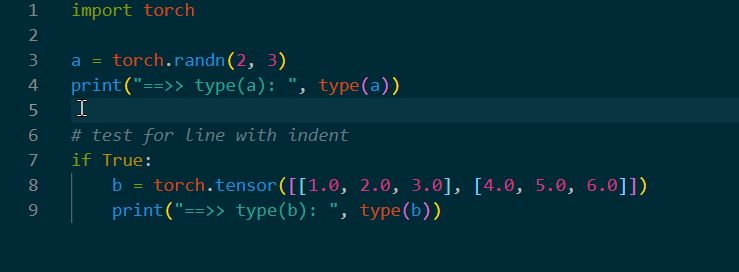 1 import torch
2
3 a = torch.randn(2, 3)
4 print("==>> type(a): ", type(a))
5
6 # test for line with indent
7 if True:
8     b = torch.tensor([[1.0, 2.0, 3.0], [4.0, 5.0, 6.0]])
9     print("==>> type(b): ", type(b))